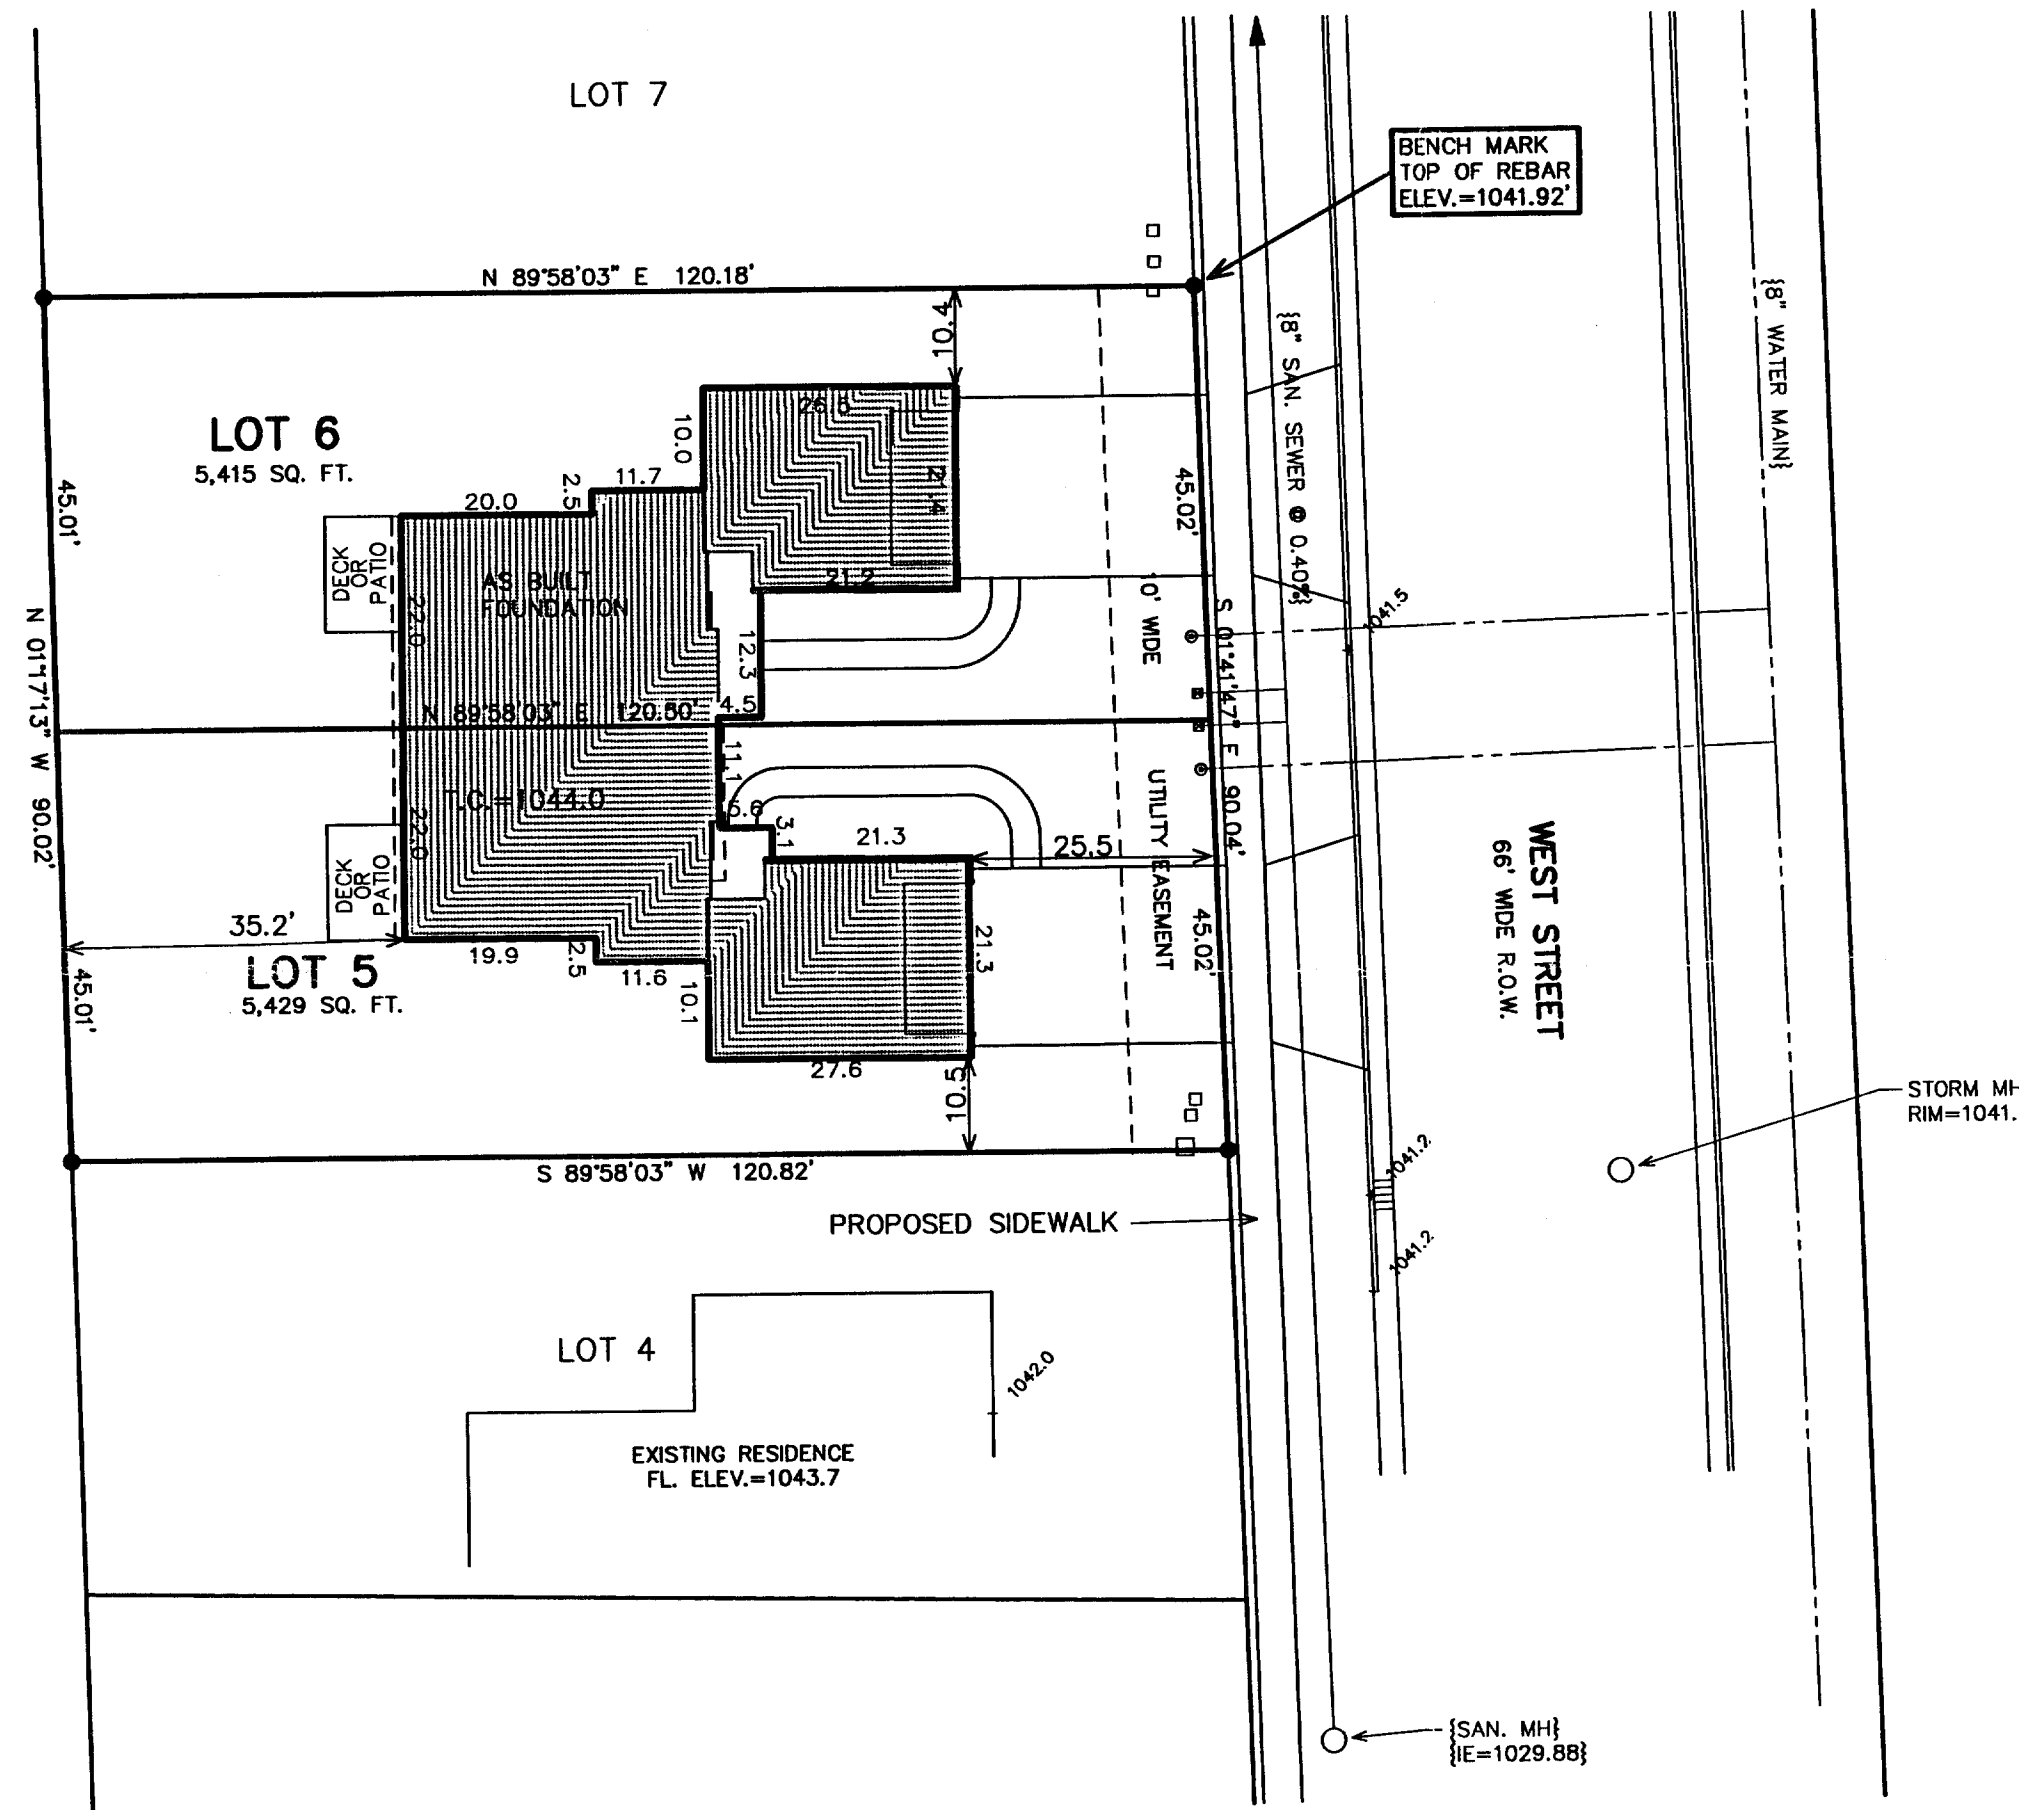 LOT 7
BENCH MARK
TOP OF REBAR
ELEV.=1041.92'
N 89°58'03" E 120.18'
10.4
{8" SAN. SEWER @ 0.40%}
{8" WATER MAIN}
LOT 6
5,415 SQ. FT.
26.6
10.0
21.4
11.7
2.5
20.0
45.01'
45.02'
DECK
OR
PATIO
AS BUILT
FOUNDATION
22.0
21.2
12.3
10' WIDE
UTILITY EASEMENT
1041.5
N 01°17'13" W 90.02'
S 01°41'47" E 90.04'
N 89°58'03" E 120.50'
4.5
11.1
T.C.=1044.0
5.6
3.1
21.3
25.5
22.0
DECK
OR
PATIO
35.2'
LOT 5
5,429 SQ. FT.
19.9
2.5
11.6
10.1
21.3
27.6
10.5
45.01'
45.02'
WEST STREET
66' WIDE R.O.W.
STORM MH
RIM=1041.
S 89°58'03" W 120.82'
1041.2
PROPOSED SIDEWALK
1041.2
LOT 4
1042.0
EXISTING RESIDENCE
FL. ELEV.=1043.7
{SAN. MH}
{IE=1029.88}